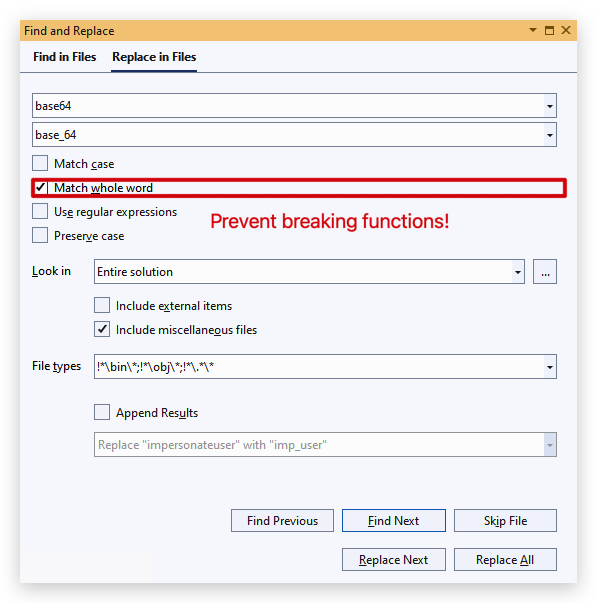 Find and Replace
Find in Files Replace in Files
base64
base_64
Match case
Match whole word
Use regular expressions
Prevent breaking functions!
Preserve case
Look in Entire solution ...
Include external items
Include miscellaneous files
File types !*\bin\*;!*\obj\*;!*\.*\*
Append Results
Replace "impersonateuser" with "imp_user"
Find Previous Find Next Skip File
Replace Next Replace All